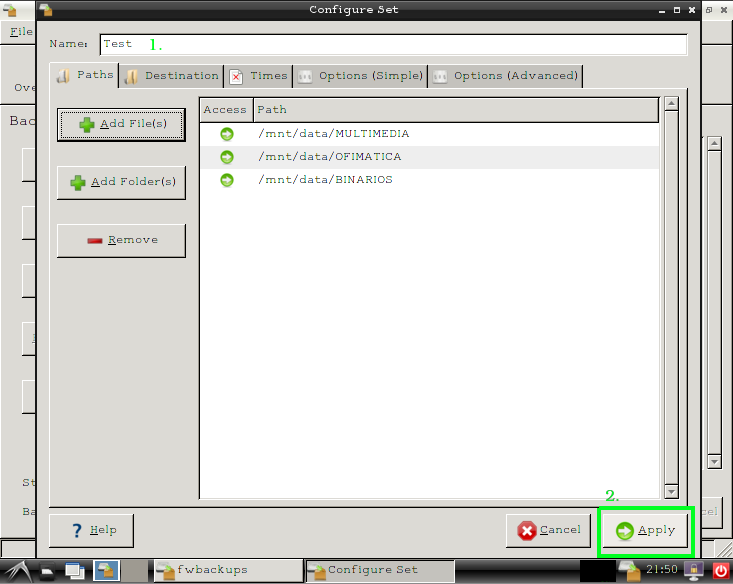 Configure Set
File
Name: Test 1.
Paths Destination Times Options (Simple) Options (Advanced)
Ove
Bac
Add File(s)
Add Folder(s)
Remove
Access Path
/mnt/data/MULTIMEDIA
/mnt/data/OFIMATICA
/mnt/data/BINARIOS
St
Ba
2.
cel
? Help
Cancel
Apply
fwbackups
Configure Set
21:50